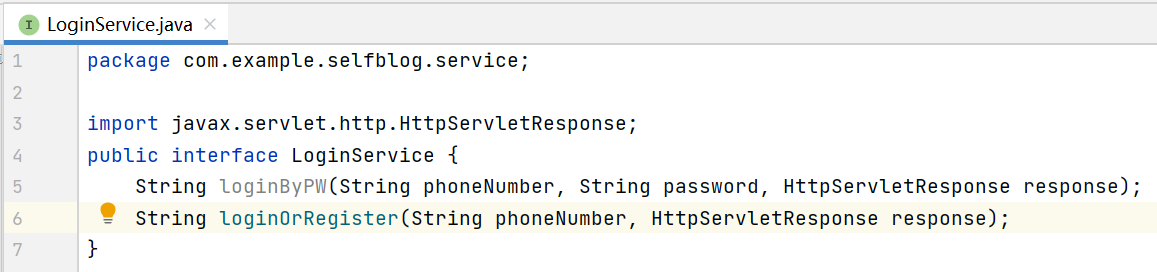 I LoginService.java
1 package com.example.selfblog.service;
2
3 import javax.servlet.http.HttpServletResponse;
4 public interface LoginService {
5 String loginByPW(String phoneNumber, String password, HttpServletResponse response);
6 String loginOrRegister(String phoneNumber, HttpServletResponse response);
7 }